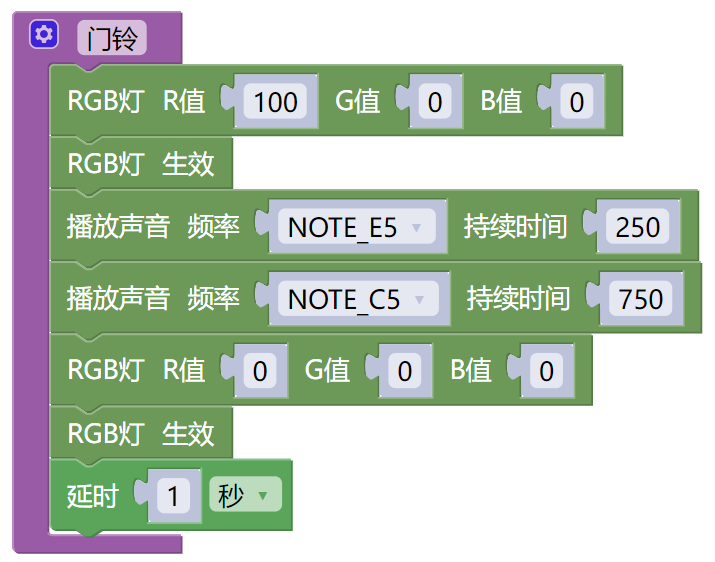 门铃
RGB灯 R值 100 G值 0 B值 0
RGB灯 生效
播放声音 频率 NOTE_E5 持续时间 250
播放声音 频率 NOTE_C5 持续时间 750
RGB灯 R值 0 G值 0 B值 0
RGB灯 生效
延时 1 秒